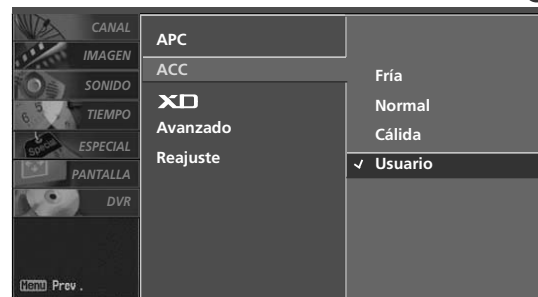 CANAL
IMAGEN
SONIDO
TIEMPO
ESPECIAL
PANTALLA
DVR
Menu Prev.
APC
ACC
XD
Avanzado
Reajuste
Fría
Normal
Cálida
✓ Usuario